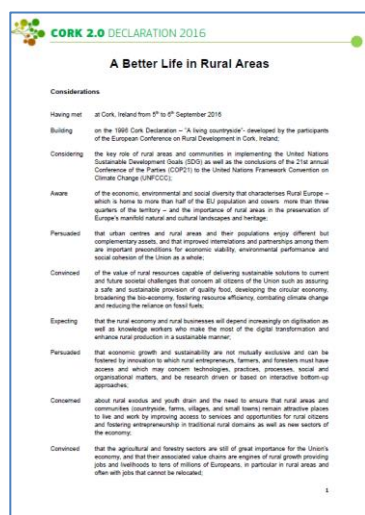 CORK 2.0 DECLARATION 2016
A Better Life in Rural Areas
Considerations
Having met at Cork, Ireland from 5th to 6th September 2016
Building on the 1996 Cork Declaration – “A living countryside”- developed by the participants
of the European Conference on Rural Development in Cork, Ireland;
Considering the key role of rural areas and communities in implementing the United Nations
Sustainable Development Goals (SDG) as well as the conclusions of the 21st annual
Conference of the Parties (COP21) to the United Nations Framework Convention on
Climate Change (UNFCCC);
Aware of the economic, environmental and social diversity that characterises Rural Europe –
which is home to more than half of the EU population and covers more than three
quarters of the territory – and the importance of rural areas in the preservation of
Europe's manifold natural and cultural landscapes and heritage;
Persuaded that urban centres and rural areas and their populations enjoy different but
complementary assets, and that improved interrelations and partnerships among them
are important preconditions for economic viability, environmental performance and
social cohesion of the Union as a whole;
Convinced of the value of rural resources capable of delivering sustainable solutions to current
and future societal challenges that concern all citizens of the Union such as assuring
a safe and sustainable provision of quality food, developing the circular economy,
broadening the bio-economy, fostering resource efficiency, combating climate change
and reducing the reliance on fossil fuels;
Expecting that the rural economy and rural businesses will depend increasingly on digitisation as
well as knowledge workers who make the most of the digital transformation and
enhance rural production in a sustainable manner;
Persuaded that economic growth and sustainability are not mutually exclusive and can be
fostered by innovation to which rural entrepreneurs, farmers, and foresters must have
access and which may concern technologies, practices, processes, social and
organisational matters, and be research driven or based on interactive bottom-up
approaches;
Concerned about rural exodus and youth drain and the need to ensure that rural areas and
communities (countryside, farms, villages, and small towns) remain attractive places
to live and work by improving access to services and opportunities for rural citizens
and fostering entrepreneurship in traditional rural domains as well as new sectors of
the economy;
Convinced that the agricultural and forestry sectors are still of great importance for the Union's
economy, and that their associated value chains are engines of rural growth providing
jobs and livelihoods to tens of millions of Europeans, in particular in rural areas and
often with jobs that cannot be relocated;
1